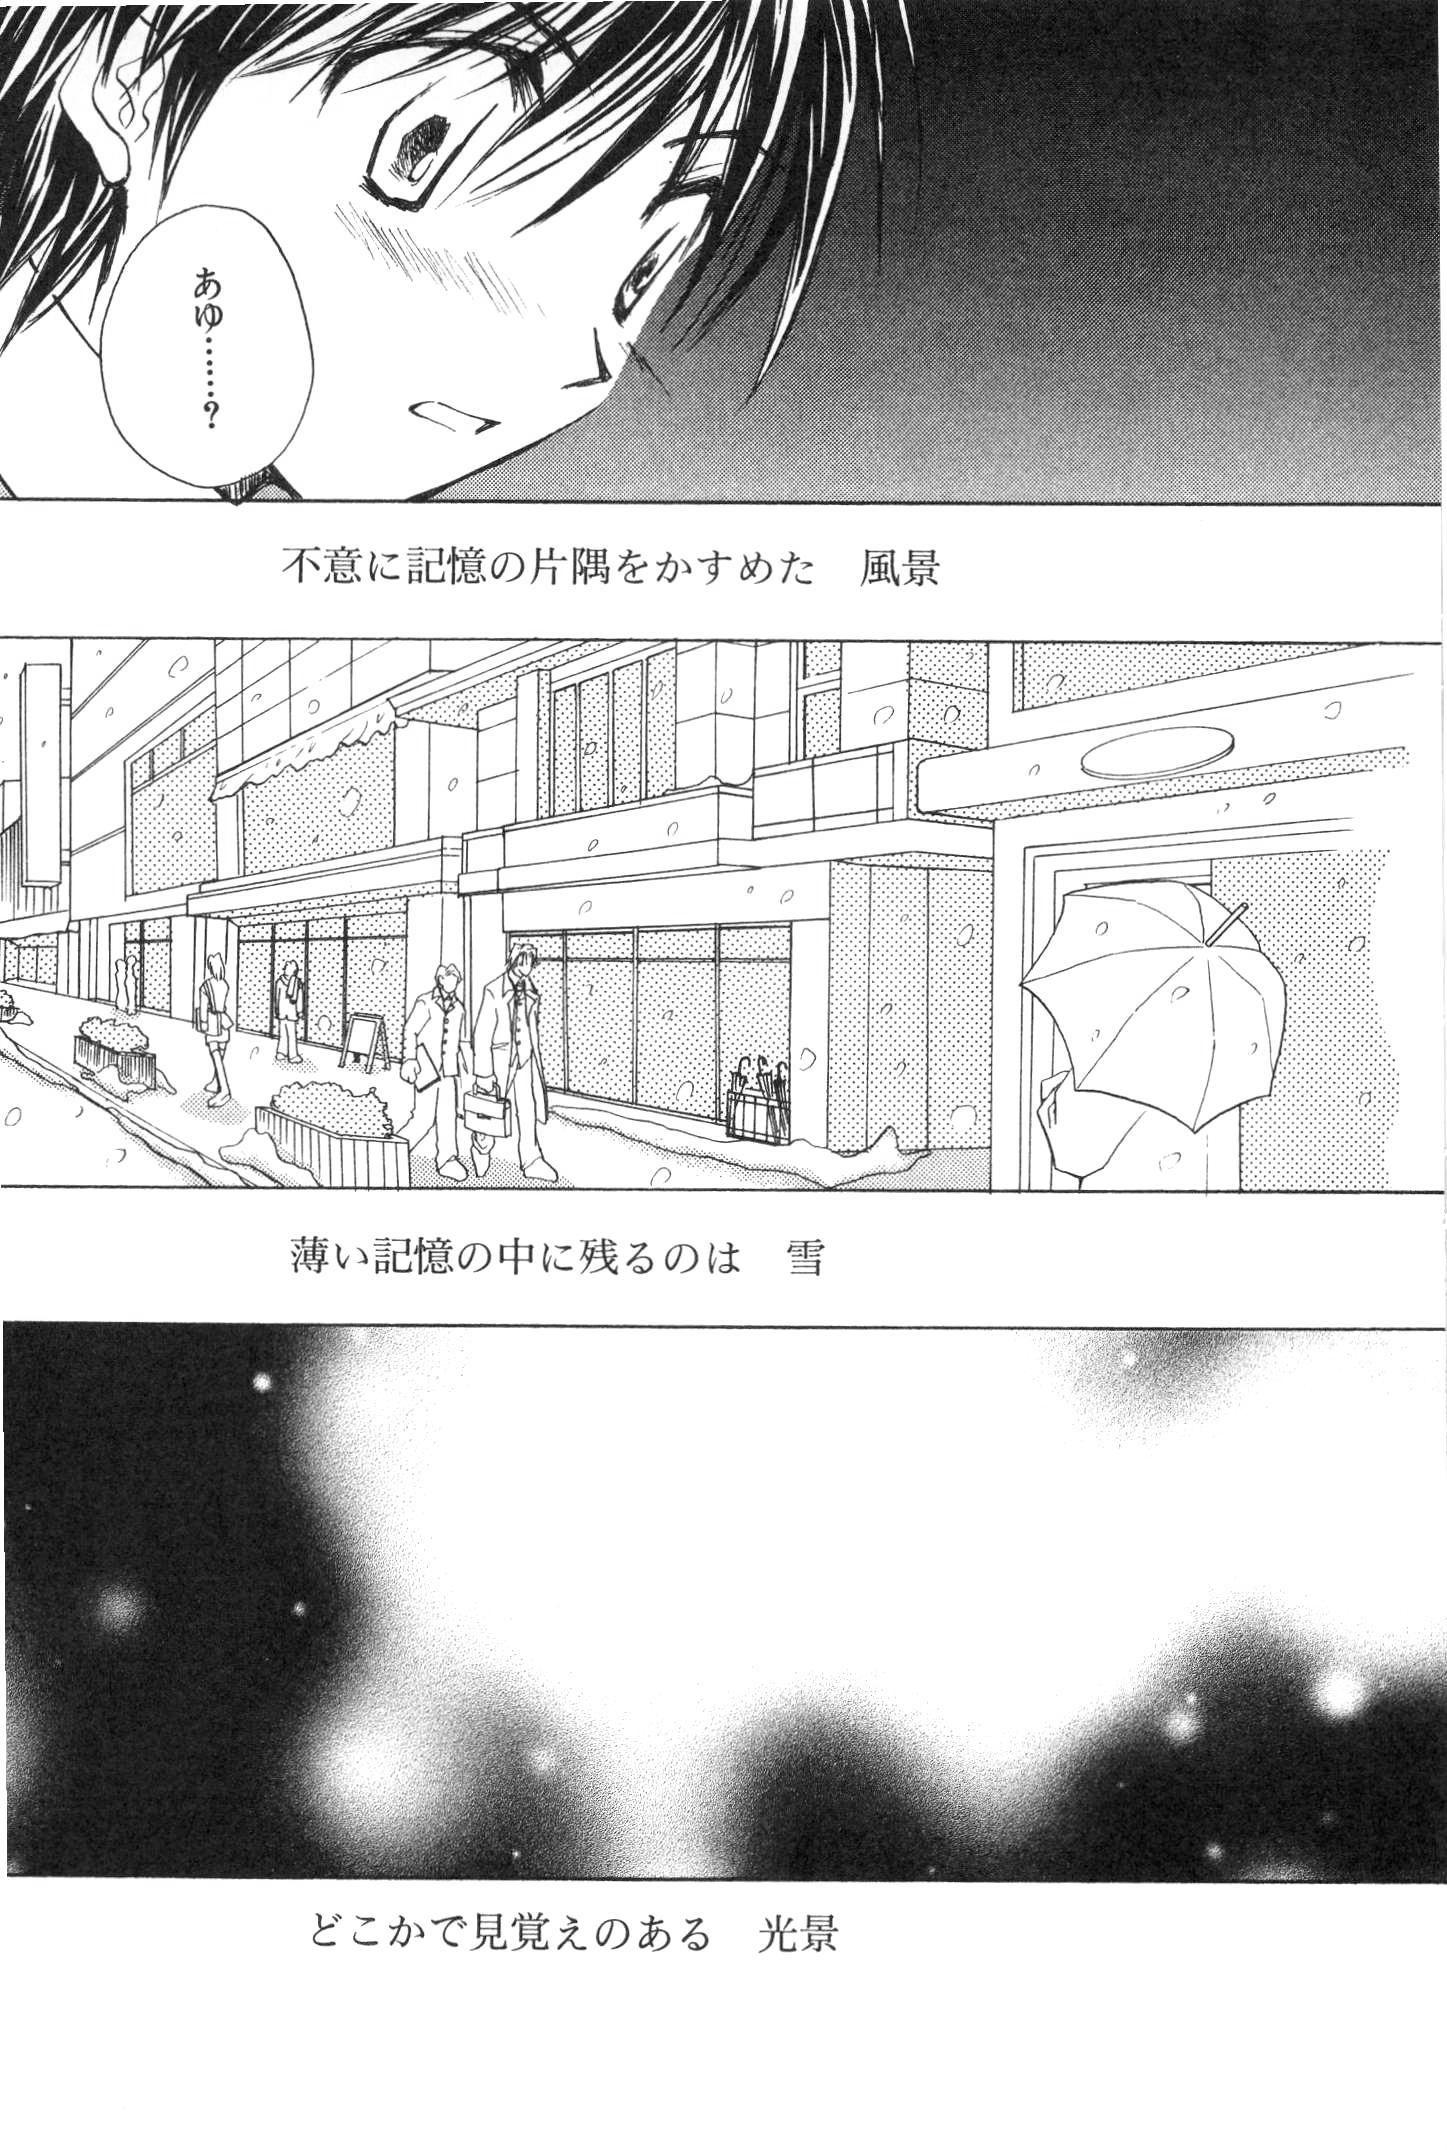 あゆ……？
不意に記憶の片隅をかすめた　風景
薄い記憶の中に残るのは　雪
どこかで見覚えのある　光景